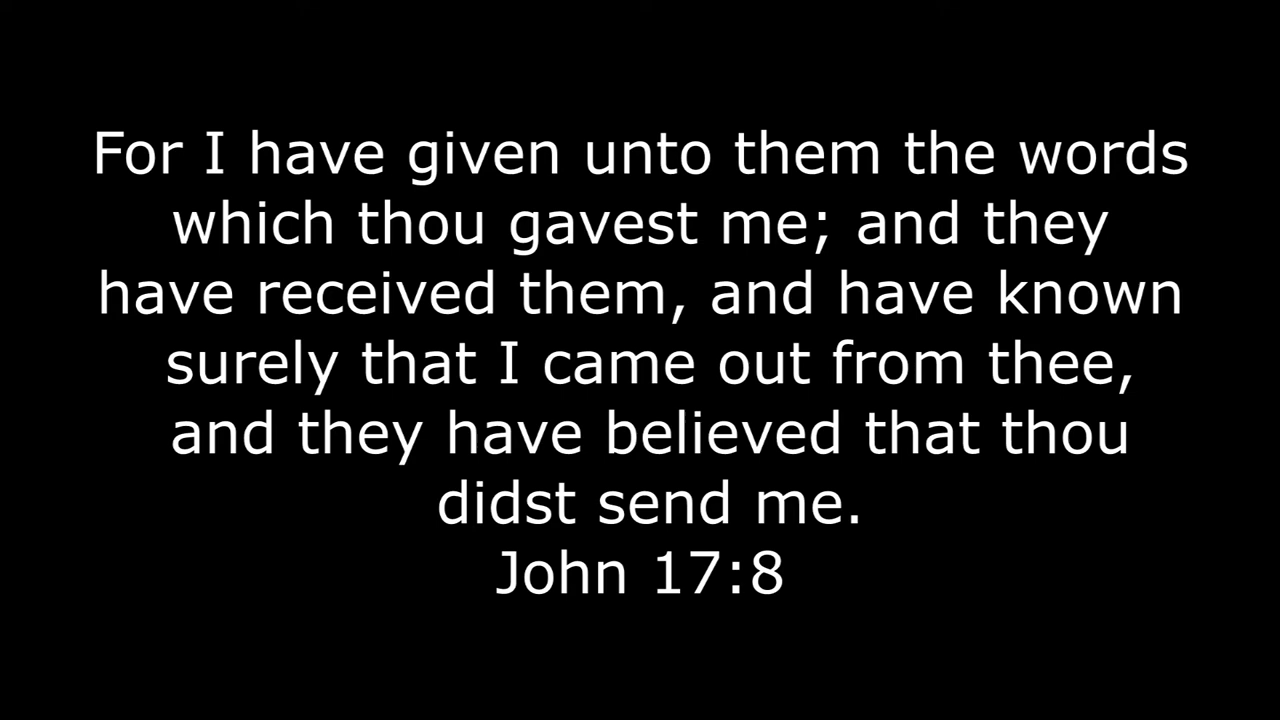 For I have given unto them the words
which thou gavest me; and they
have received them, and have known
surely that I came out from thee,
and they have believed that thou
didst send me.
John 17:8